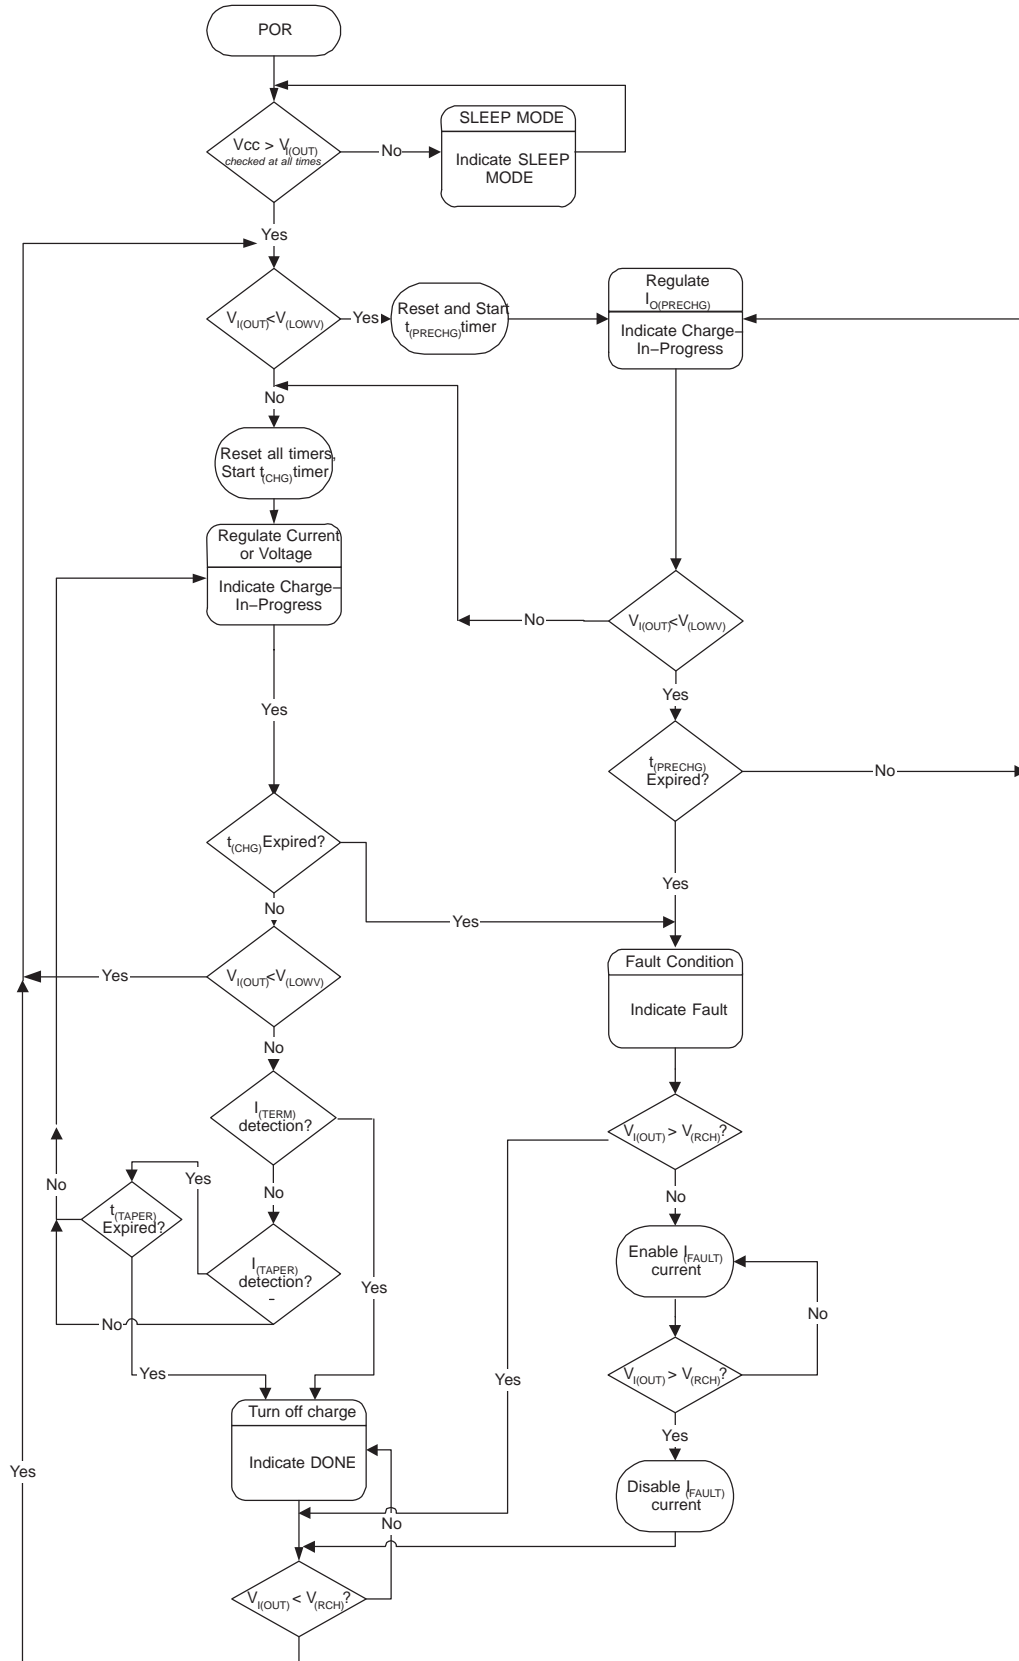 POR
SLEEP MODE
Vcc > VI(OUT)
checked at all times
No
Indicate SLEEP
MODE
Yes
Regulate
IO(PRECHG)
VI(OUT)<V(LOWV)
Yes
Reset and Start
t(PRECHG) timer
Indicate Charge–
In–Progress
No
Reset all timers,
Start t(CHG) timer
Regulate Current
or Voltage
Indicate Charge–
In–Progress
No
VI(OUT)<V(LOWV)
Yes
Yes
t(PRECHG)
Expired?
No
t(CHG) Expired?
Yes
No
Yes
Fault Condition
Yes
VI(OUT)<V(LOWV)
Indicate Fault
No
I(TERM)
detection?
VI(OUT) > V(RCH) ?
No
Yes
No
No
t(TAPER)
Expired?
I(TAPER)
detection?
-
Enable I(FAULT)
current
Yes
No
No
Yes
VI(OUT) > V(RCH) ?
Yes
Turn off charge
Yes
Indicate DONE
Yes
Disable I(FAULT)
current
No
VI(OUT) < V(RCH) ?